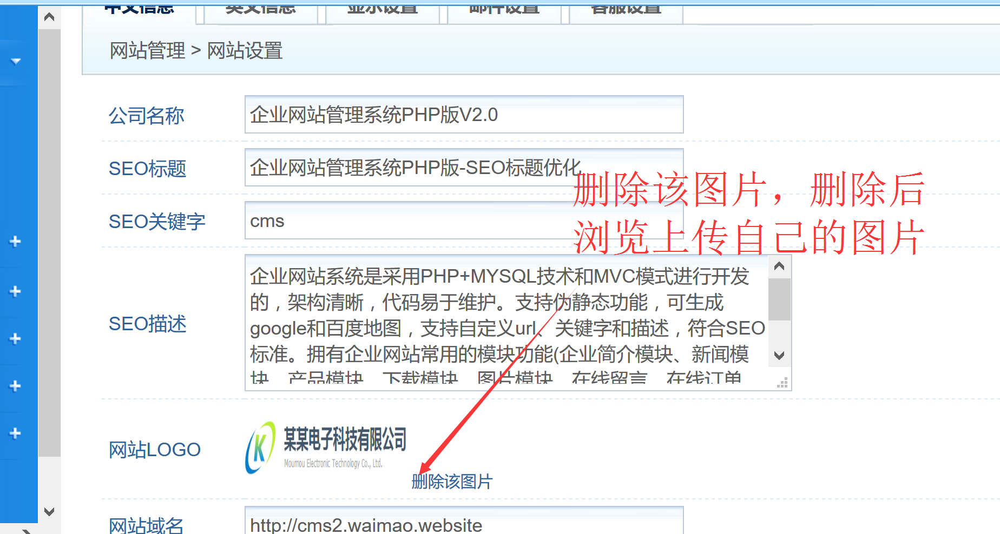 中文信息 英文信息 显示设置 邮件设置 客服设置
网站管理 > 网站设置
公司名称 企业网站管理系统PHP版V2.0
SEO标题 企业网站管理系统PHP版-SEO标题优化
删除该图片，删除后
SEO关键字 cms
浏览上传自己的图片
SEO描述
企业网站系统是采用PHP+MYSQL技术和MVC模式进行开发
的，架构清晰，代码易于维护。支持伪静态功能，可生成
google和百度地图，支持自定义url、关键字和描述，符合SEO
标准。拥有企业网站常用的模块功能(企业简介模块、新闻模
块、产品模块、下载模块、图片模块、在线留言、在线订单
网站LOGO
某某电子科技有限公司
Moumou Electronic Technology Co., Ltd.
删除该图片
网站域名 http://cms2.waimao.website